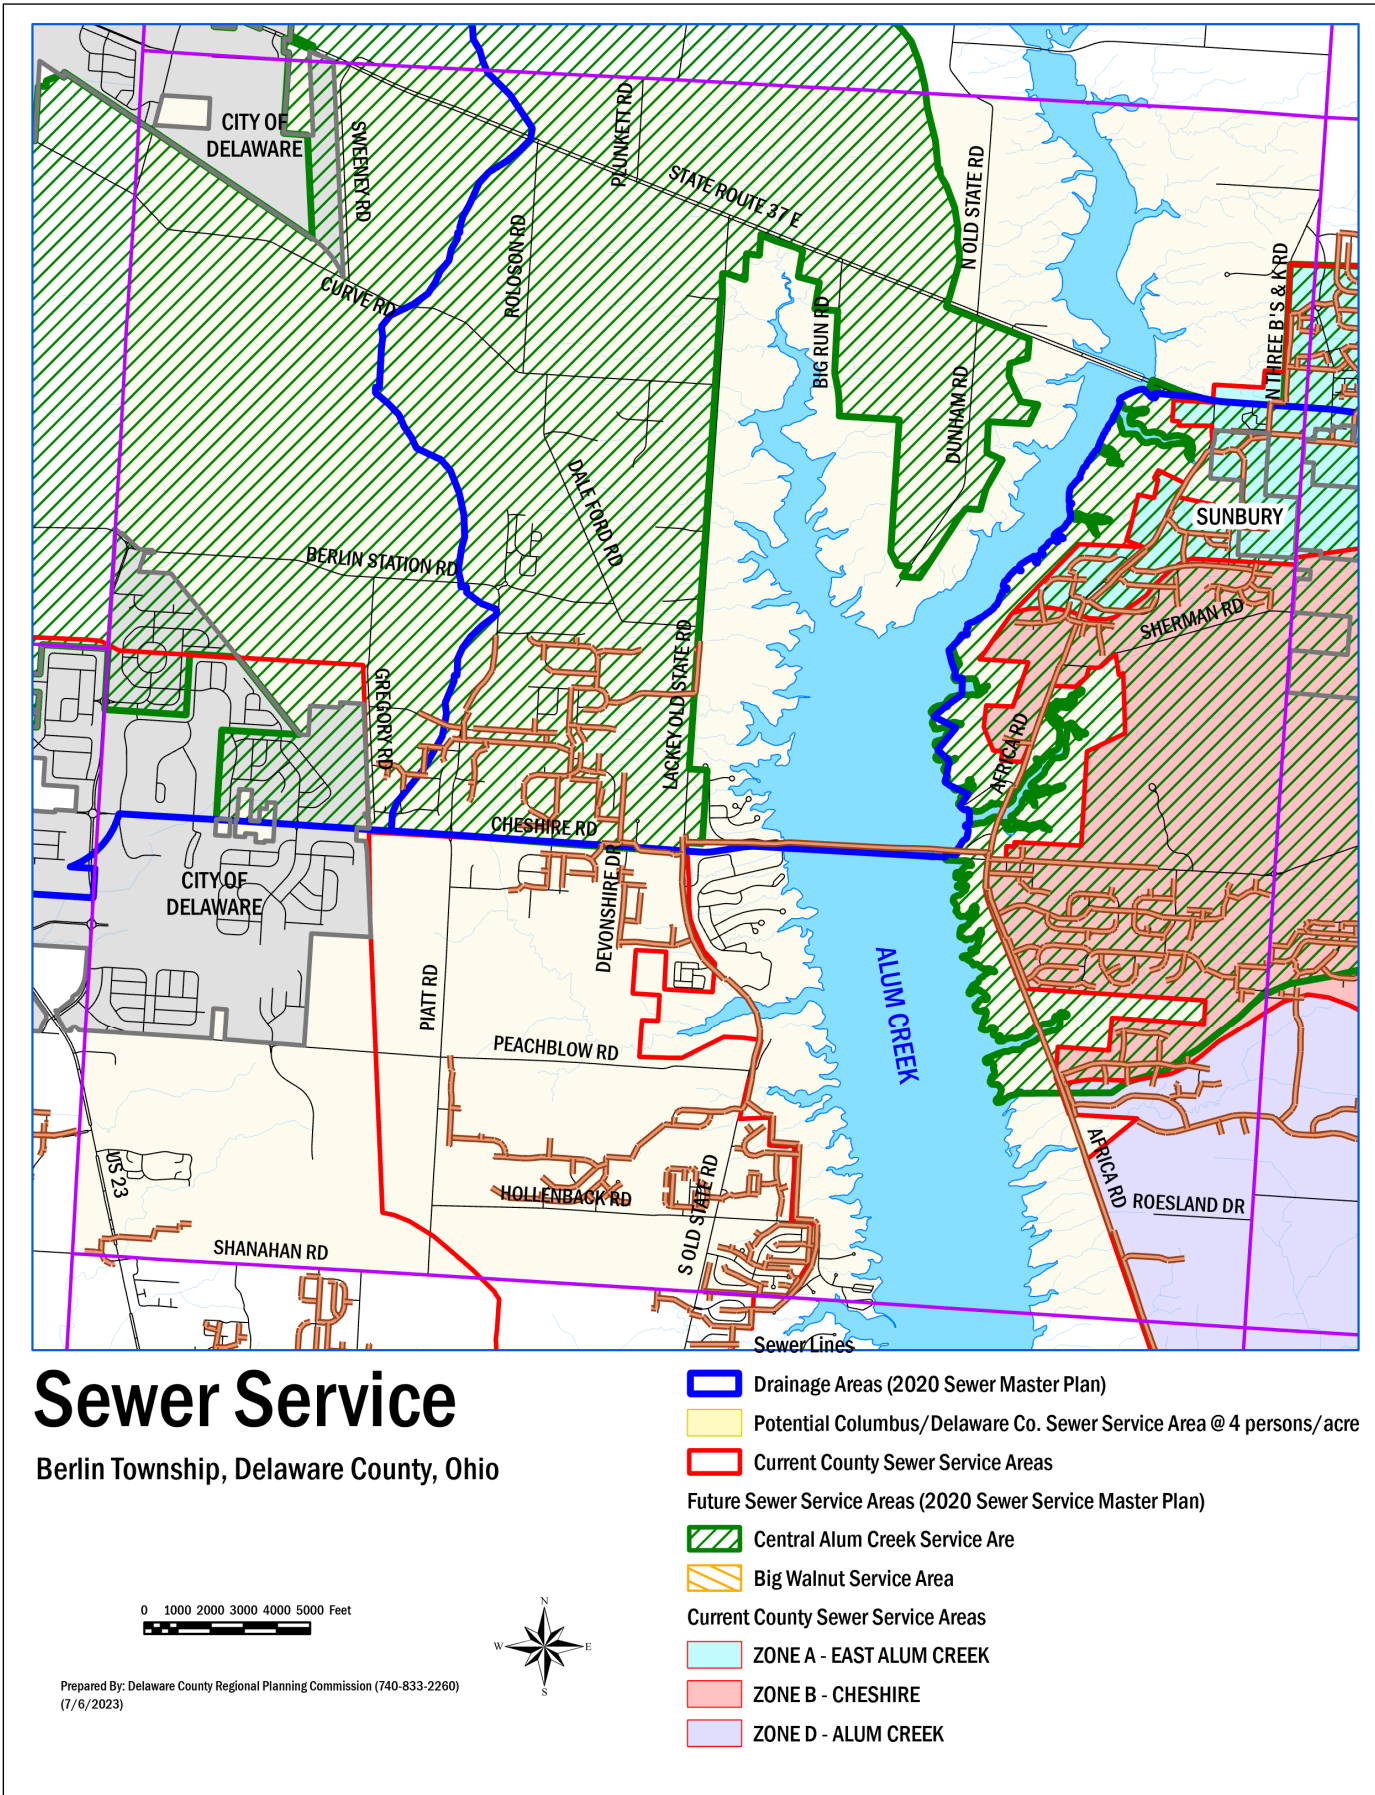 CITY OF
DELAWARE
SWEENEY RD
PLUNKETT RD
STATE ROUTE 37 E
N OLD STATE RD
ROLOSON RD
CURVE RD
BIG RUN RD
N THREE B'S & K RD
DUNHAM RD
DALE FORD RD
SUNBURY
BERLIN STATION RD
SHERMAN RD
LACKEY OLD STATE RD
GREGORY RD
AFRICA RD
CHESHIRE RD
CITY OF
DELAWARE
DEVONSHIRE DR
PIATT RD
ALUM CREEK
PEACHBLOW RD
US 23
HOLLENBACK RD
S OLD STATE RD
AFRICA RD
ROESLAND DR
SHANAHAN RD
Sewer Service
Berlin Township, Delaware County, Ohio
Sewer Lines
Drainage Areas (2020 Sewer Master Plan)
Potential Columbus/Delaware Co. Sewer Service Area @ 4 persons/acre
Current County Sewer Service Areas
Future Sewer Service Areas (2020 Sewer Service Master Plan)
Central Alum Creek Service Are
Big Walnut Service Area
Current County Sewer Service Areas
ZONE A - EAST ALUM CREEK
ZONE B - CHESHIRE
ZONE D - ALUM CREEK
0 1000 2000 3000 4000 5000 Feet
N
W E
S
Prepared By: Delaware County Regional Planning Commission (740-833-2260)
(7/6/2023)